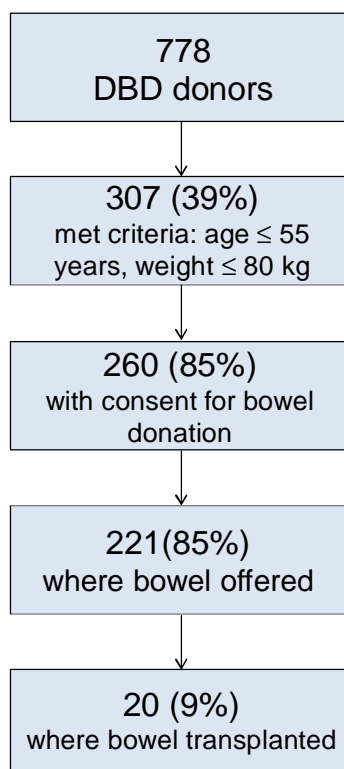 778
DBD donors
307 (39%)
met criteria: age ≤ 55
years, weight ≤ 80 kg
260 (85%)
with consent for bowel
donation
221(85%)
where bowel offered
20 (9%)
where bowel transplanted